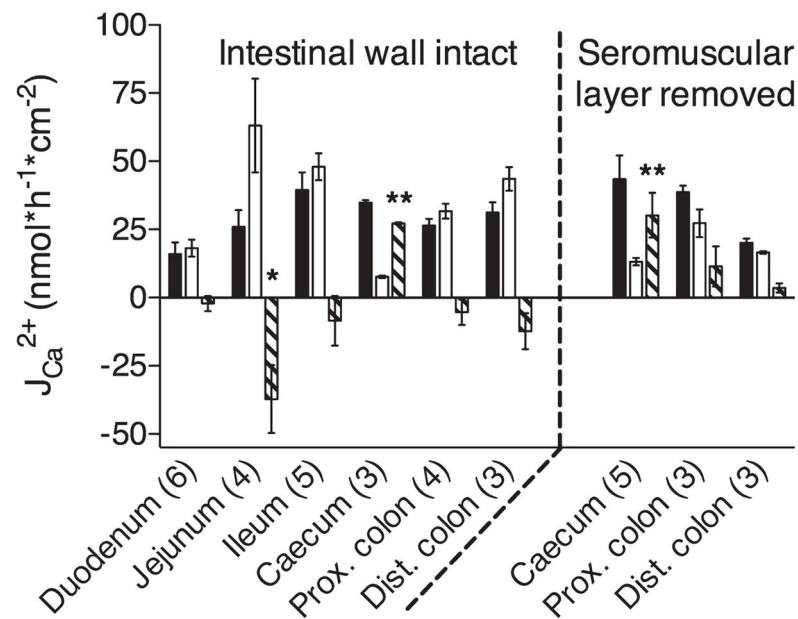 100
75
50
25
0
-25
-50
J_Ca^2+ (nmol*h^-1*cm^-2)
Intestinal wall intact
Seromuscular
layer removed
*
**
**
Duodenum (6)
Jejunum (4)
Ileum (5)
Caecum (3)
Prox. colon (4)
Dist. colon (3)
Caecum (5)
Prox. colon (3)
Dist. colon (3)